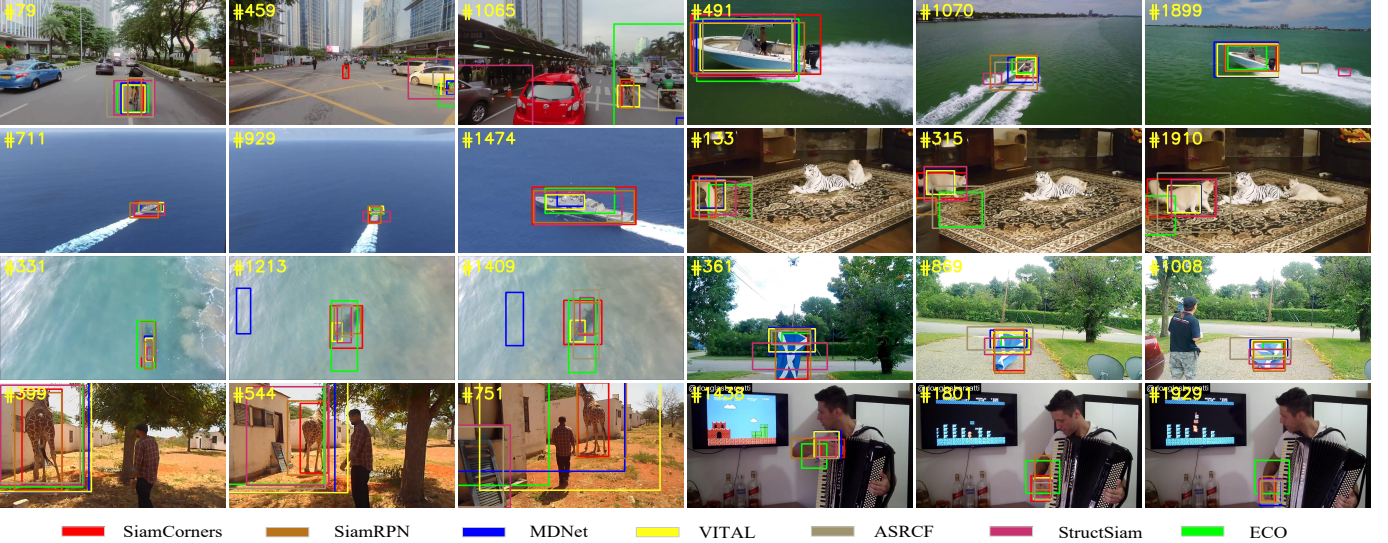 #79 #459 #1065 #491 #1070 #1899
#711 #929 #1474 #133 #315 #1910
#331 #1213 #1409 #361 #869 #1008
#399 #544 #751 #1438 #1801 #1929
SiamCorners SiamRPN MDNet VITAL ASRCF StructSiam ECO